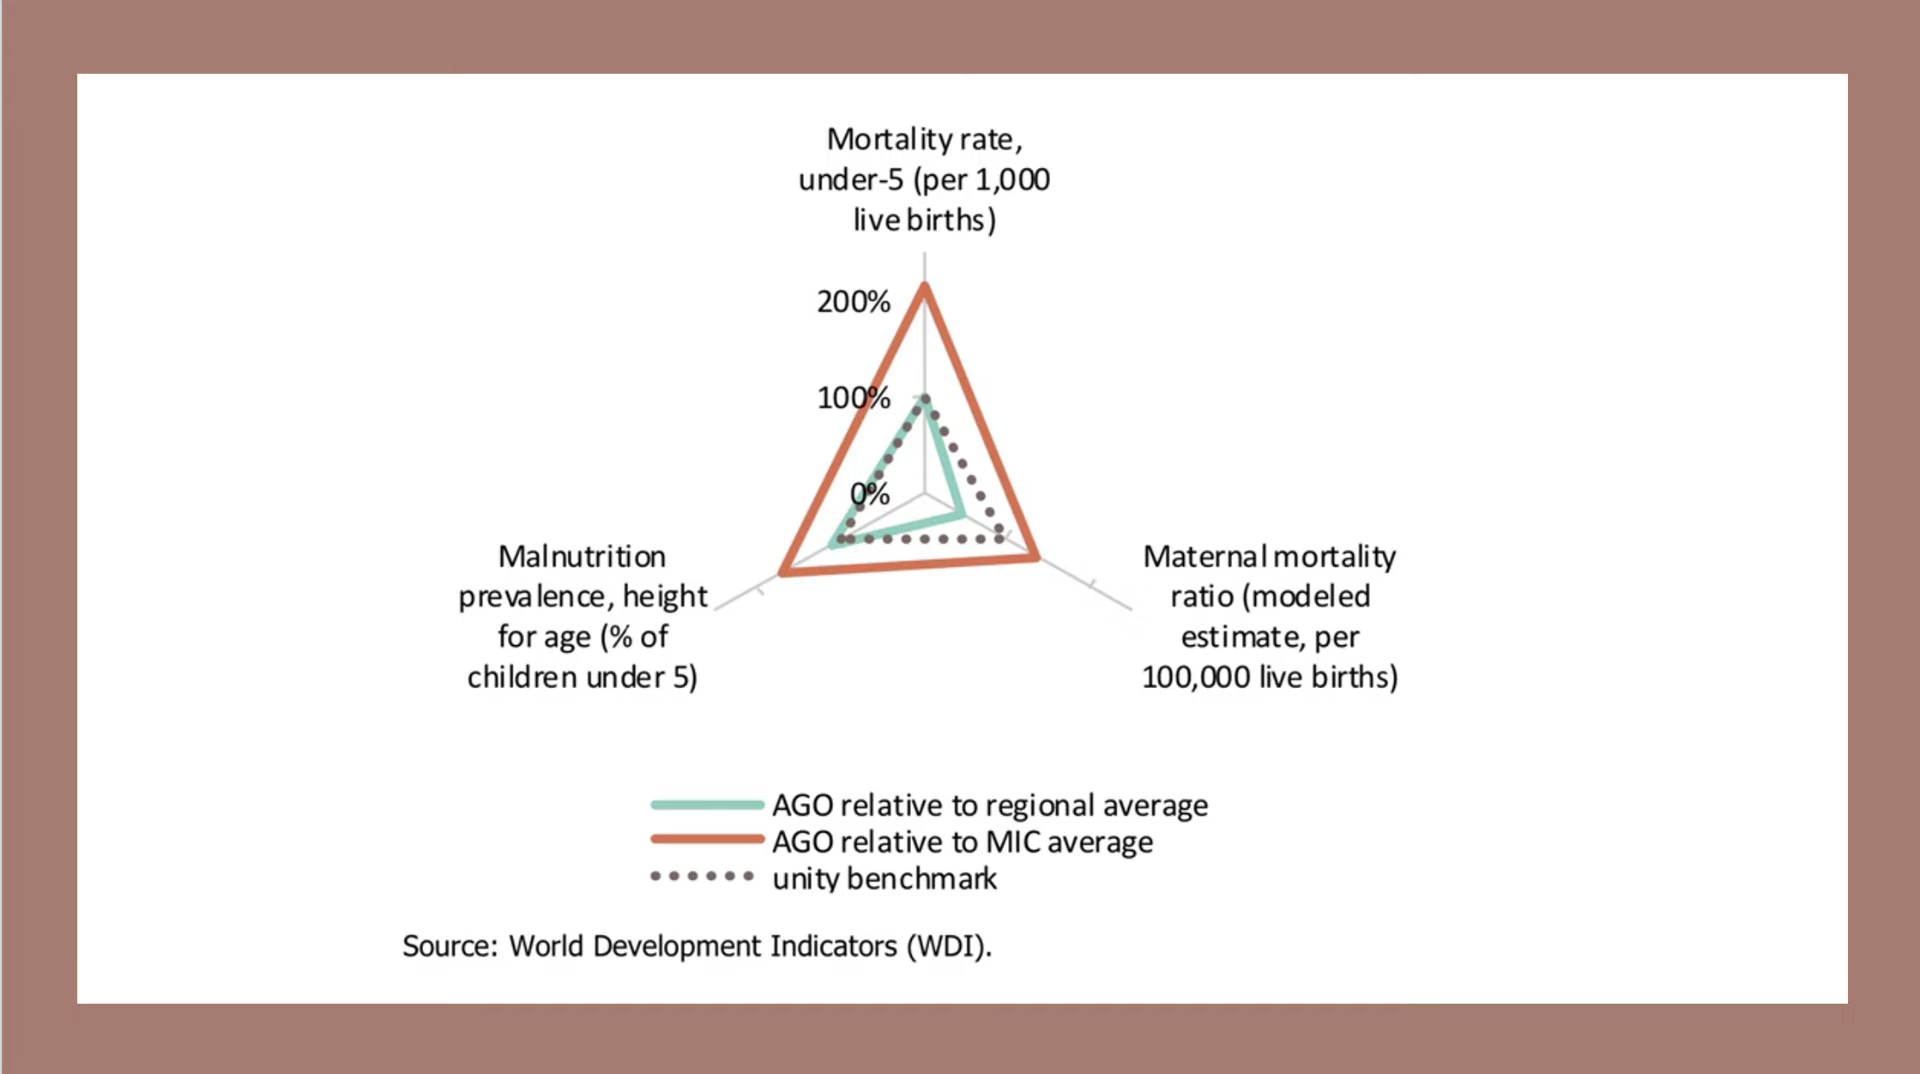 Mortality rate,
under-5 (per 1,000
live births)
200%
100%
0%
Malnutrition
prevalence, height
for age (% of
children under 5)
Maternal mortality
ratio (modeled
estimate, per
100,000 live births)
AGO relative to regional average
AGO relative to MIC average
unity benchmark
Source: World Development Indicators (WDI).